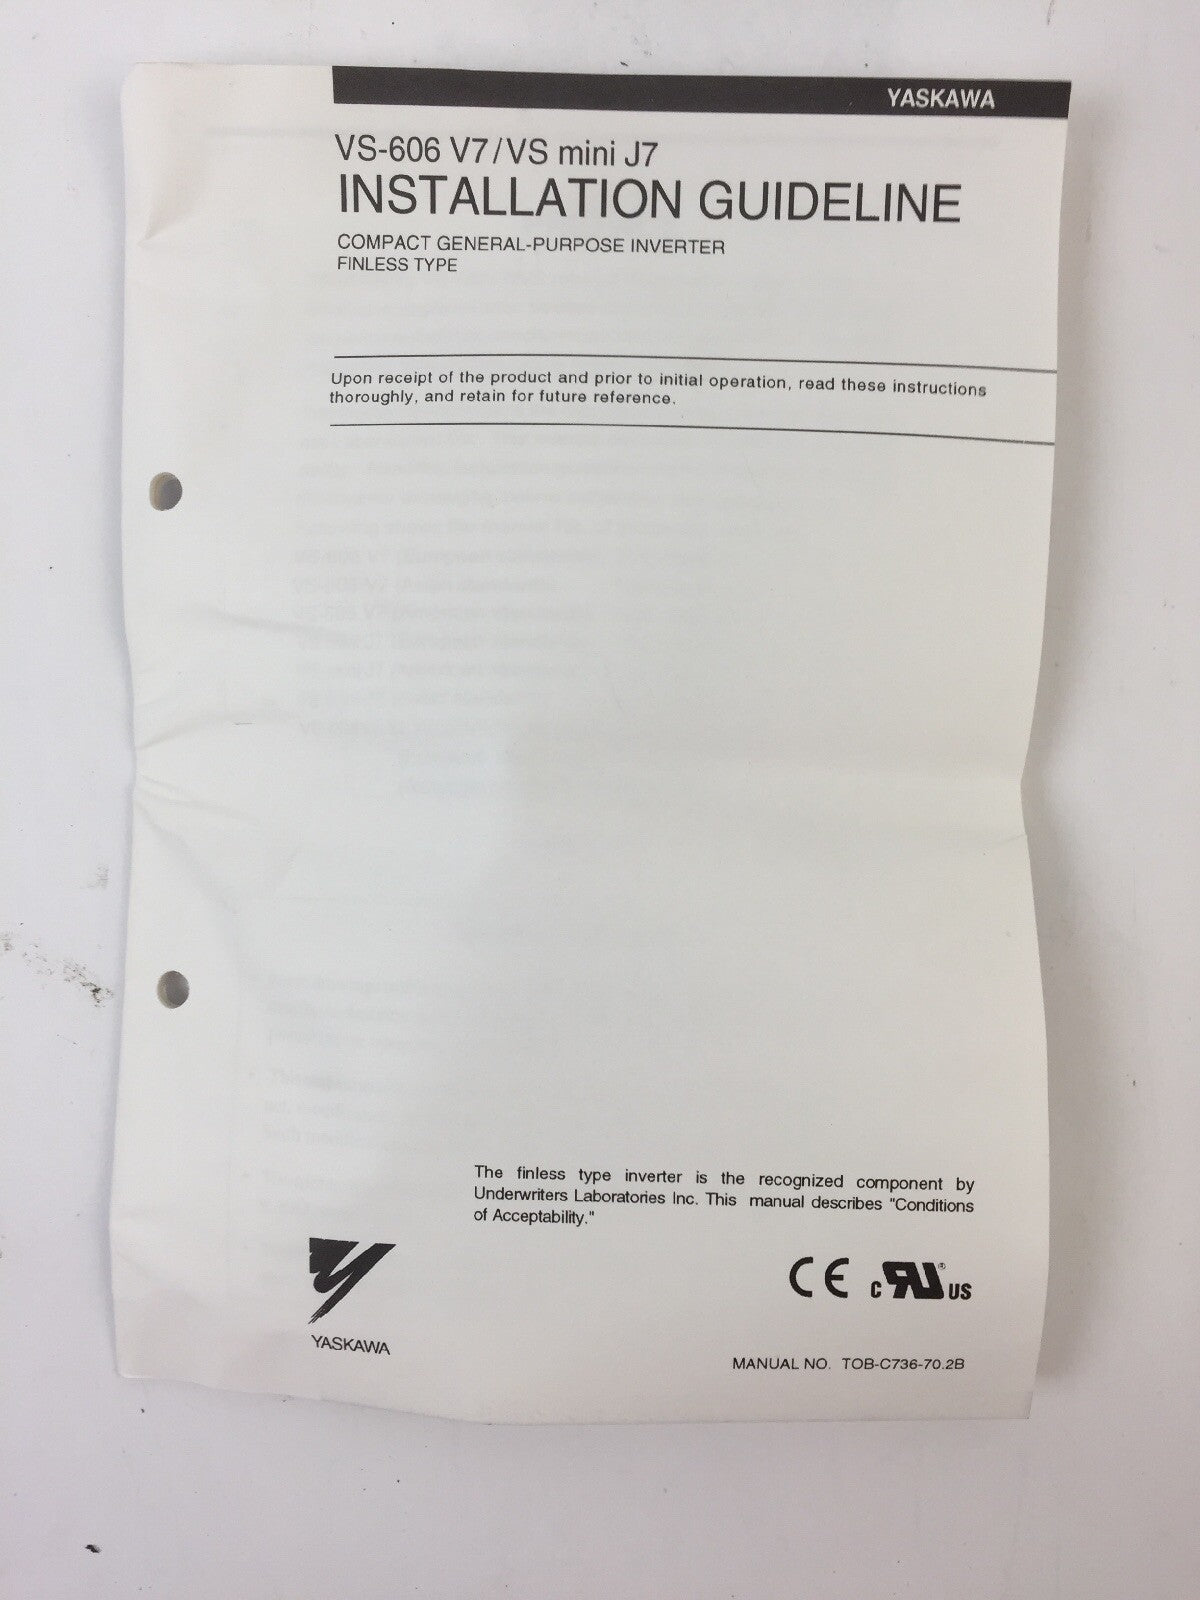 YASKAWA
VS-606 V7/VS mini J7
INSTALLATION GUIDELINE
COMPACT GENERAL-PURPOSE INVERTER
FINLESS TYPE
Upon receipt of the product and prior to initial operation, read these instructions
thoroughly, and retain for future reference.
The finless type inverter is the recognized component by
Underwriters Laboratories Inc. This manual describes "Conditions
of Acceptability."
CE c RU ® US
YASKAWA
MANUAL NO. TOB-C736-70.2B